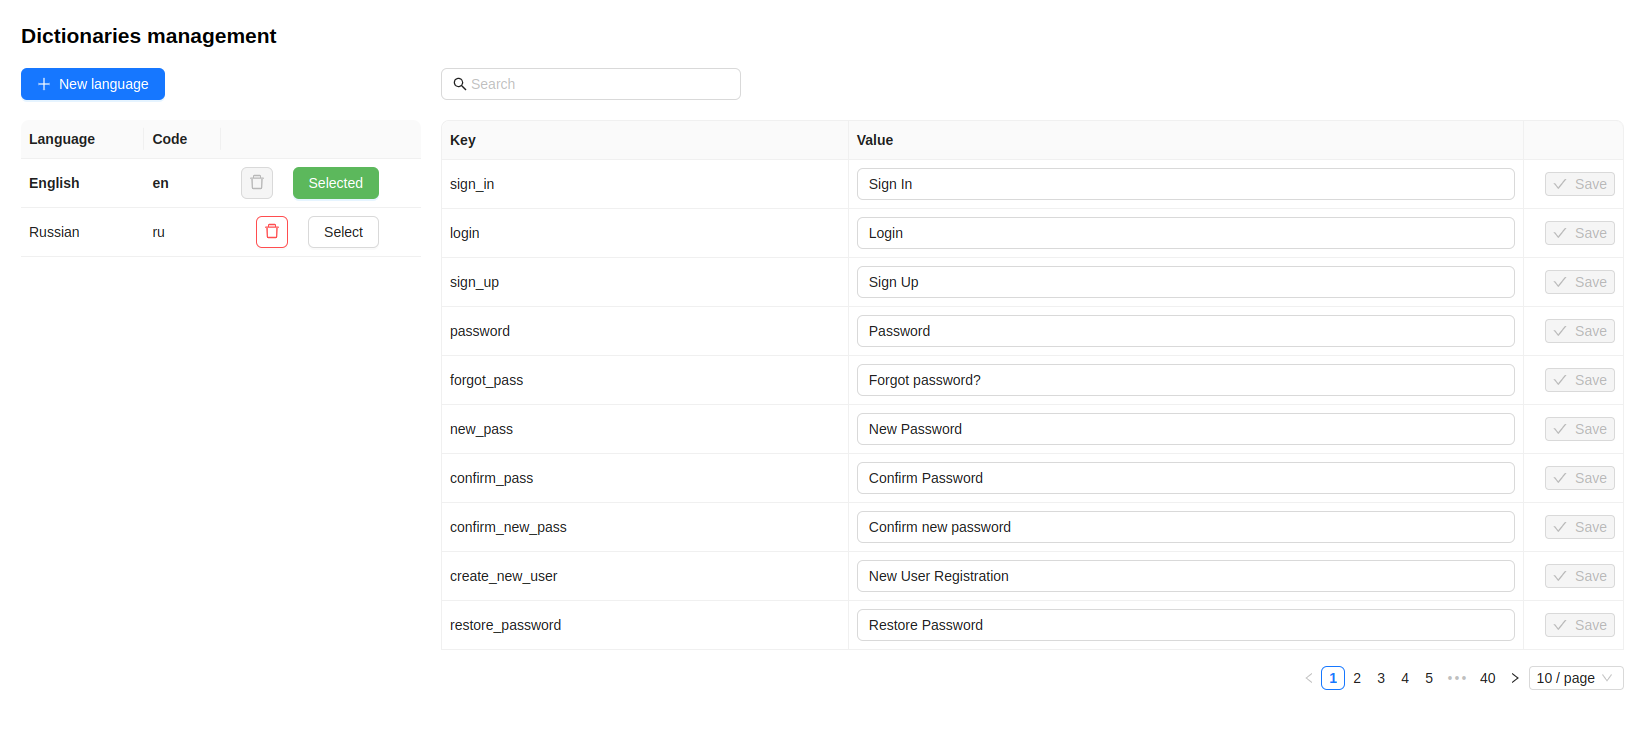 Dictionaries management
New language
Search
Language Code
English en Selected
Russian ru Select
Key Value
sign_in Sign In Save
login Login Save
sign_up Sign Up Save
password Password Save
forgot_pass Forgot password? Save
new_pass New Password Save
confirm_pass Confirm Password Save
confirm_new_pass Confirm new password Save
create_new_user New User Registration Save
restore_password Restore Password Save
1 2 3 4 5 ••• 40 10 / page